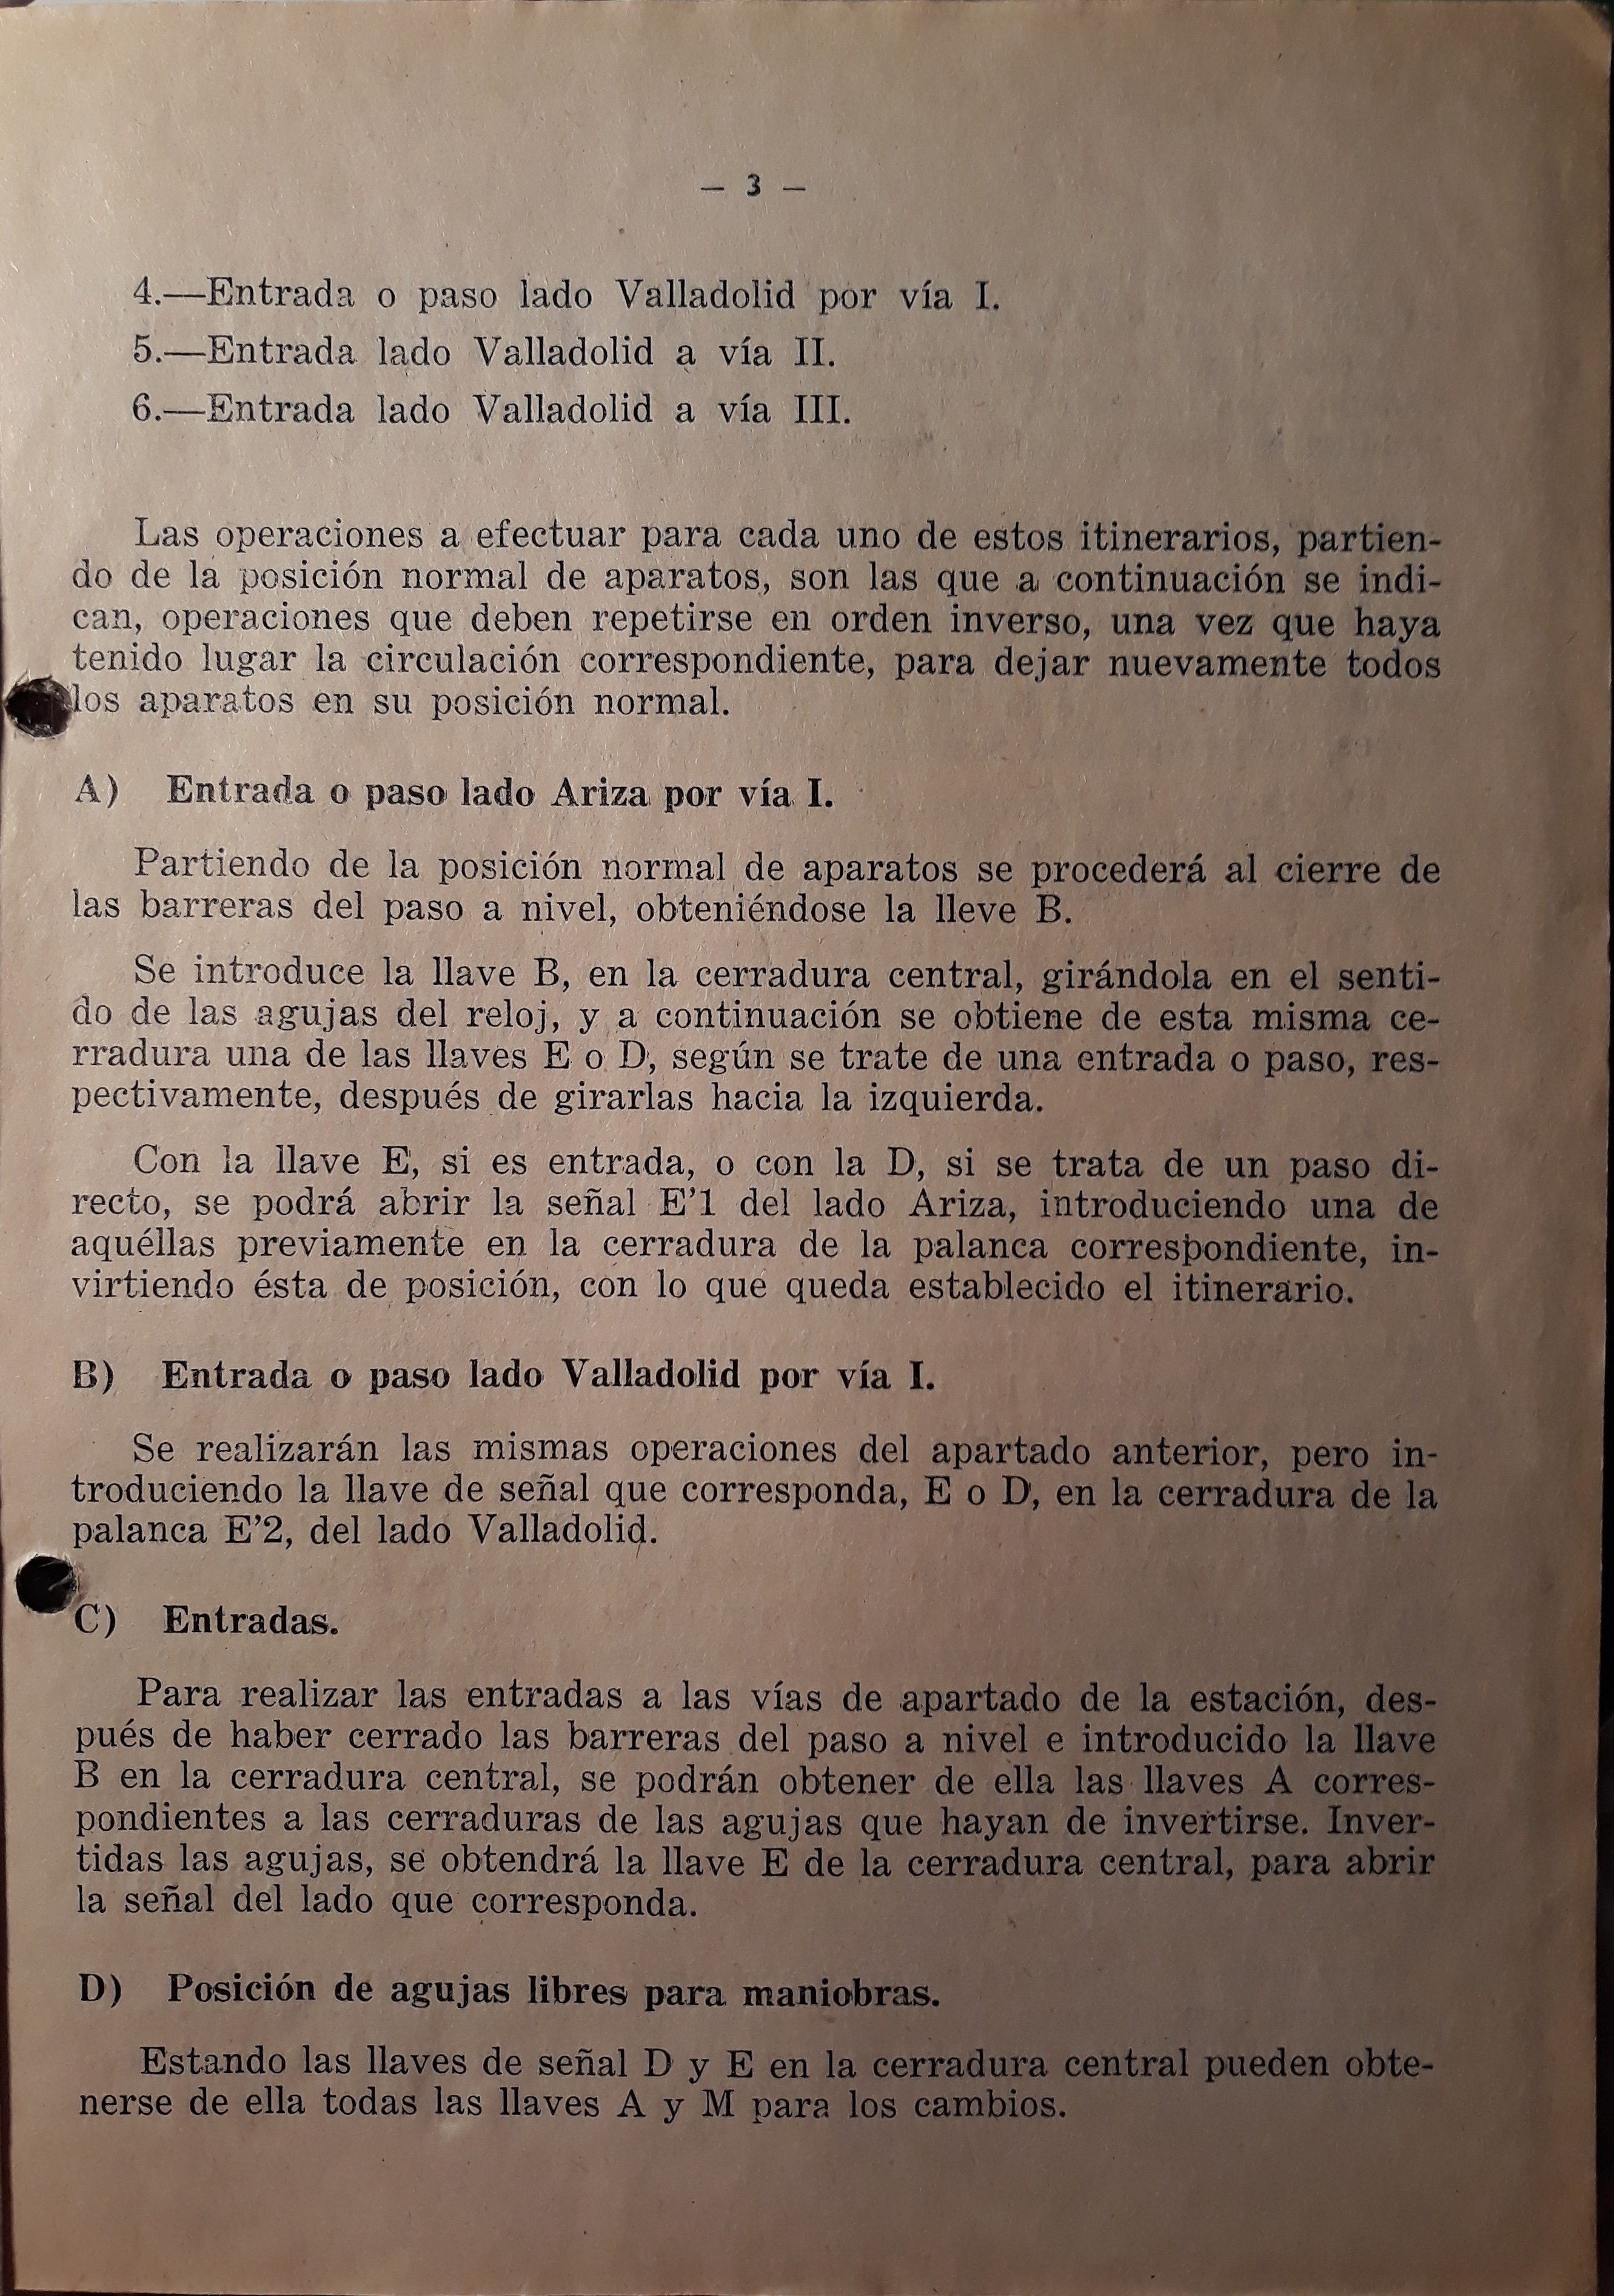 — 3 —
4.—Entrada o paso lado Valladolid por vía I.
5.—Entrada lado Valladolid a vía II.
6.—Entrada lado Valladolid a vía III.
Las operaciones a efectuar para cada uno de estos itinerarios, partien-
do de la posición normal de aparatos, son las que a continuación se indi-
can, operaciones que deben repetirse en orden inverso, una vez que haya
tenido lugar la circulación correspondiente, para dejar nuevamente todos
los aparatos en su posición normal.
A) Entrada o paso lado Ariza por vía I.
Partiendo de la posición normal de aparatos se procederá al cierre de
las barreras del paso a nivel, obteniéndose la lleve B.
Se introduce la llave B, en la cerradura central, girándola en el senti-
do de las agujas del reloj, y a continuación se obtiene de esta misma ce-
rradura una de las llaves E o D, según se trate de una entrada o paso, res-
pectivamente, después de girarlas hacia la izquierda.
Con la llave E, si es entrada, o con la D, si se trata de un paso di-
recto, se podrá abrir la señal E'1 del lado Ariza, introduciendo una de
aquéllas previamente en la cerradura de la palanca correspondiente, in-
virtiendo ésta de posición, con lo que queda establecido el itinerario.
B) Entrada o paso lado Valladolid por vía I.
Se realizarán las mismas operaciones del apartado anterior, pero in-
troduciendo la llave de señal que corresponda, E o D, en la cerradura de la
palanca E'2, del lado Valladolid.
C) Entradas.
Para realizar las entradas a las vías de apartado de la estación, des-
pués de haber cerrado las barreras del paso a nivel e introducido la llave
B en la cerradura central, se podrán obtener de ella las llaves A corres-
pondientes a las cerraduras de las agujas que hayan de invertirse. Inver-
tidas las agujas, se obtendrá la llave E de la cerradura central, para abrir
la señal del lado que corresponda.
D) Posición de agujas libres para maniobras.
Estando las llaves de señal D y E en la cerradura central pueden obte-
nerse de ella todas las llaves A y M para los cambios.